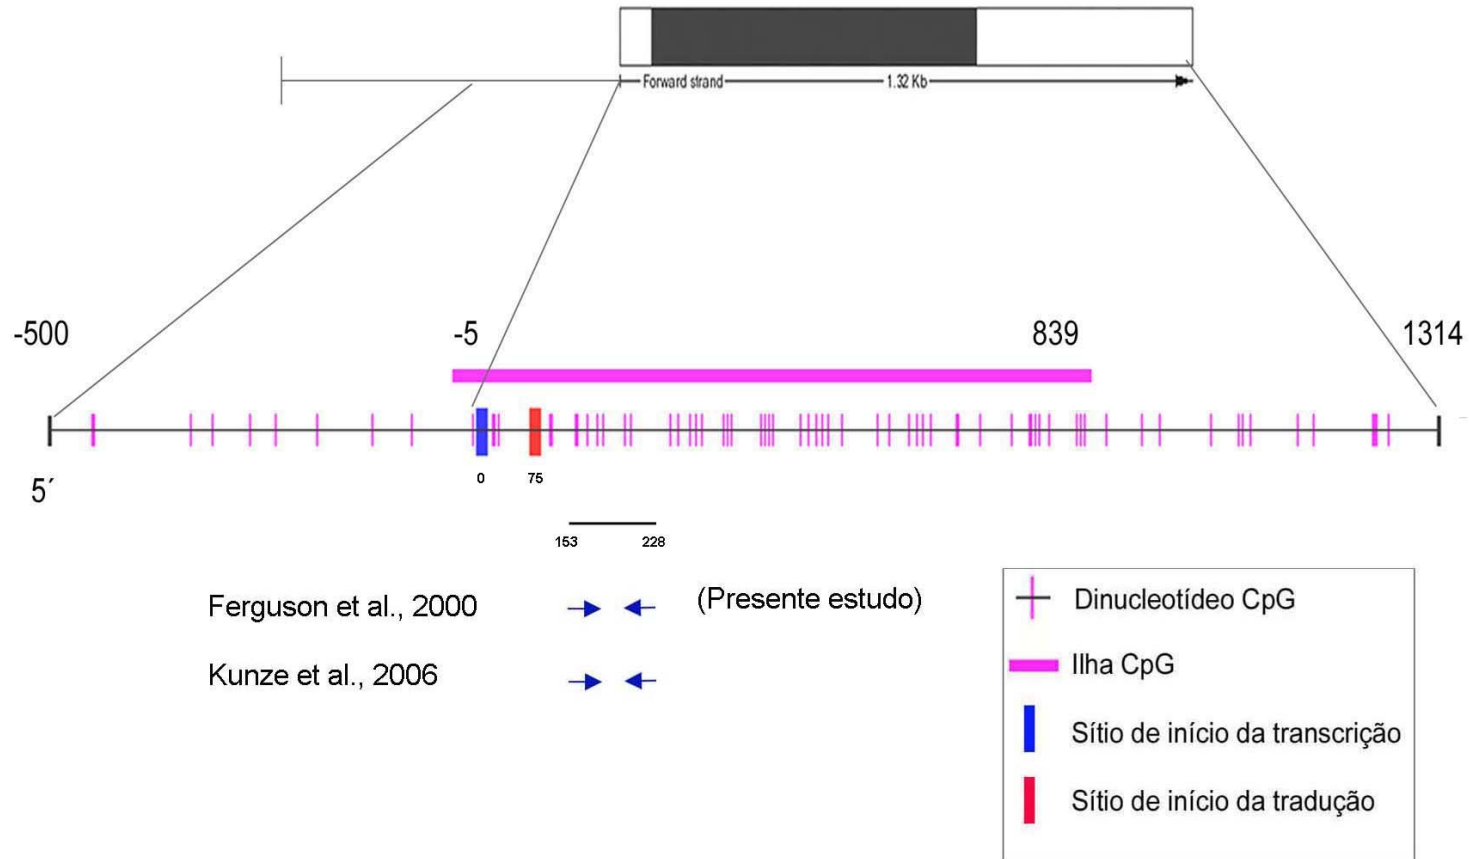 Forward strand
1.32 Kb
-500
-5
839
1314
5´
0
75
153
228
Ferguson et al., 2000
(Presente estudo)
Kunze et al., 2006
Dinucleotídeo CpG
Ilha CpG
Sítio de início da transcrição
Sítio de início da tradução